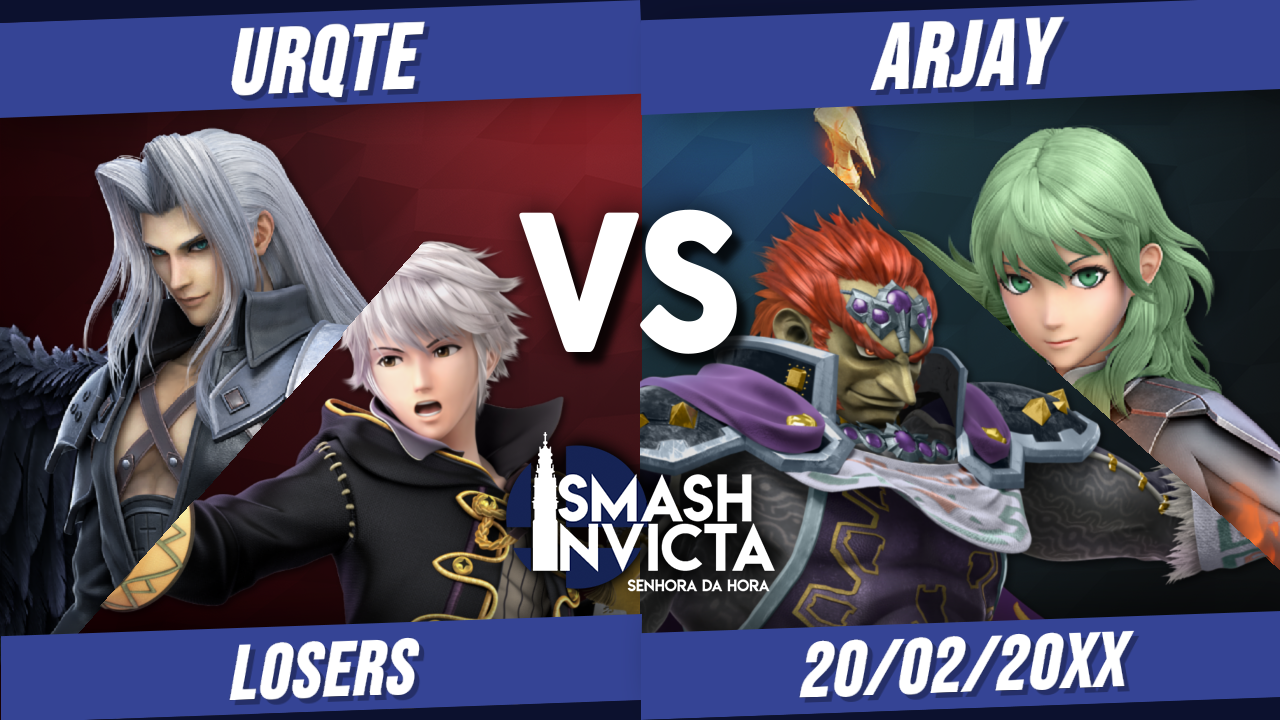 URQTE
ARJAY
VS
SMASH
INVICTA
SENHORA DA HORA
LOSERS
20/02/20XX